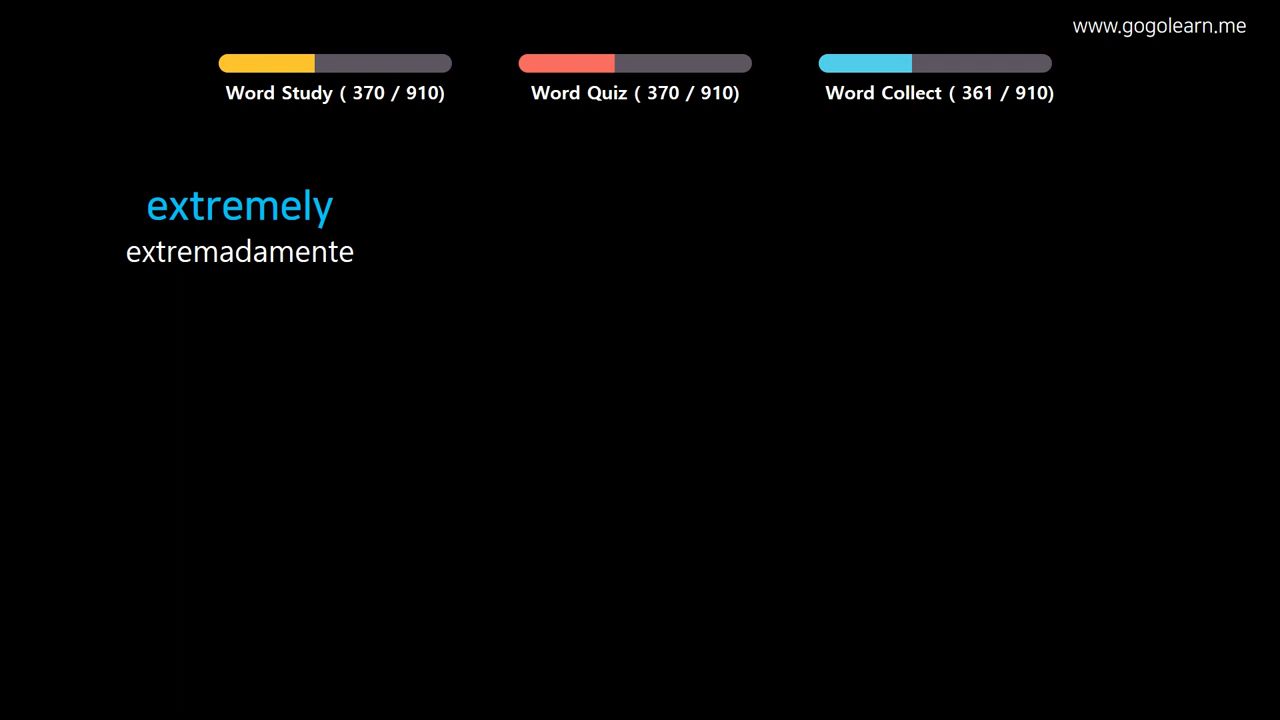 www.gogolearn.me
Word Study ( 370 / 910)
Word Quiz ( 370 / 910)
Word Collect ( 361 / 910)
extremely
extremadamente